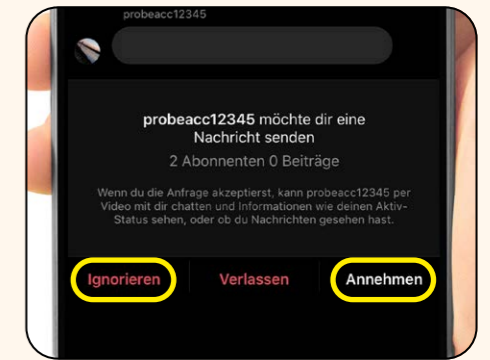 probeacc12345
probeacc12345 möchte dir eine
Nachricht senden
2 Abonnenten 0 Beiträge
Wenn du die Anfrage akzeptierst, kann probeacc12345 per
Video mit dir chatten und Informationen wie deinen Aktiv-
Status sehen, oder ob du Nachrichten gesehen hast.
Ignorieren Verlassen Annehmen